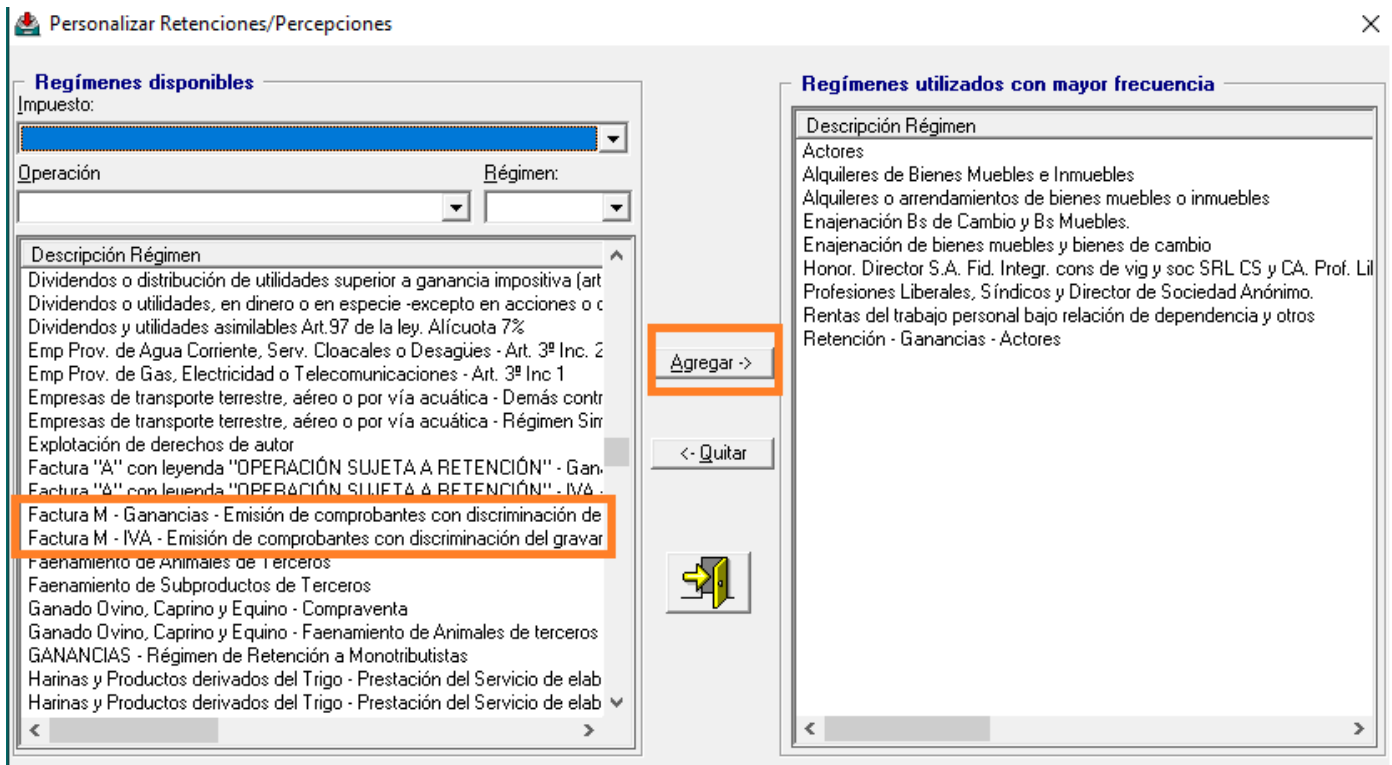 Personalizar Retenciones/Percepciones
Regímenes disponibles
Impuesto:
Operación
Régimen:
Descripción Régimen
Dividendos o distribución de utilidades superior a ganancia impositiva (art
Dividendos o utilidades, en dinero o en especie -excepto en acciones o c
Dividendos y utilidades asimilables Art.97 de la ley. Alícuota 7%
Emp Prov. de Agua Corriente, Serv. Cloacales o Desagües - Art. 3º Inc. 2
Emp Prov. de Gas, Electricidad o Telecomunicaciones - Art. 3º Inc 1
Empresas de transporte terrestre, aéreo o por vía acuática - Demás contr
Empresas de transporte terrestre, aéreo o por vía acuática - Régimen Sim
Explotación de derechos de autor
Factura "A" con leyenda "OPERACIÓN SUJETA A RETENCIÓN" - Gan
Factura "A" con leyenda "OPERACIÓN SUJETA A RETENCIÓN" - IVA -
Factura M - Ganancias - Emisión de comprobantes con discriminación de
Factura M - IVA - Emisión de comprobantes con discriminación del gravar
Faenamiento de Animales de Terceros
Faenamiento de Subproductos de Terceros
Ganado Ovino, Caprino y Equino - Compraventa
Ganado Ovino, Caprino y Equino - Faenamiento de Animales de terceros
GANANCIAS - Régimen de Retención a Monotributistas
Harinas y Productos derivados del Trigo - Prestación del Servicio de elab
Harinas y Productos derivados del Trigo - Prestación del Servicio de elab
Agregar ->
<- Quitar
Regímenes utilizados con mayor frecuencia
Descripción Régimen
Actores
Alquileres de Bienes Muebles e Inmuebles
Alquileres o arrendamientos de bienes muebles o inmuebles
Enajenación Bs de Cambio y Bs Muebles.
Enajenación de bienes muebles y bienes de cambio
Honor. Director S.A. Fid. Integr. cons de vig y soc SRL CS y CA. Prof. Lil
Profesiones Liberales, Síndicos y Director de Sociedad Anónimo.
Rentas del trabajo personal bajo relación de dependencia y otros
Retención - Ganancias - Actores